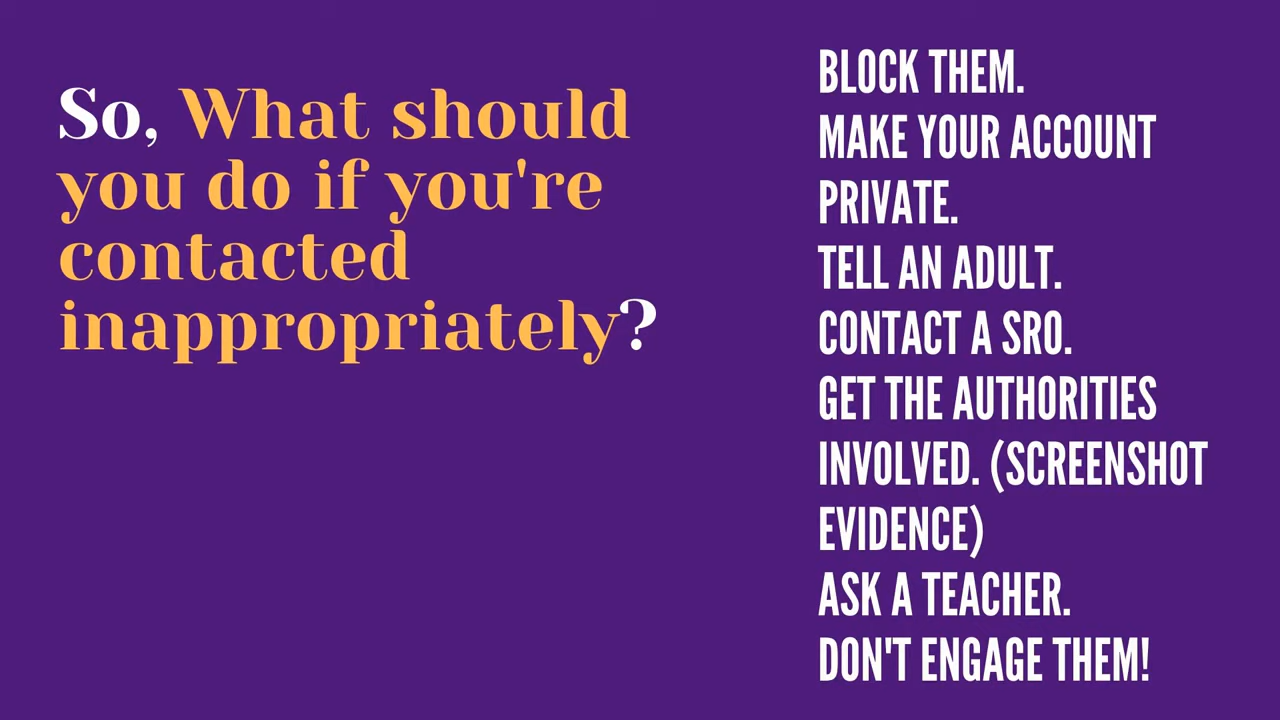 So, What should
you do if you're
contacted
inappropriately?
BLOCK THEM.
MAKE YOUR ACCOUNT
PRIVATE.
TELL AN ADULT.
CONTACT A SRO.
GET THE AUTHORITIES
INVOLVED. (SCREENSHOT
EVIDENCE)
ASK A TEACHER.
DON'T ENGAGE THEM!